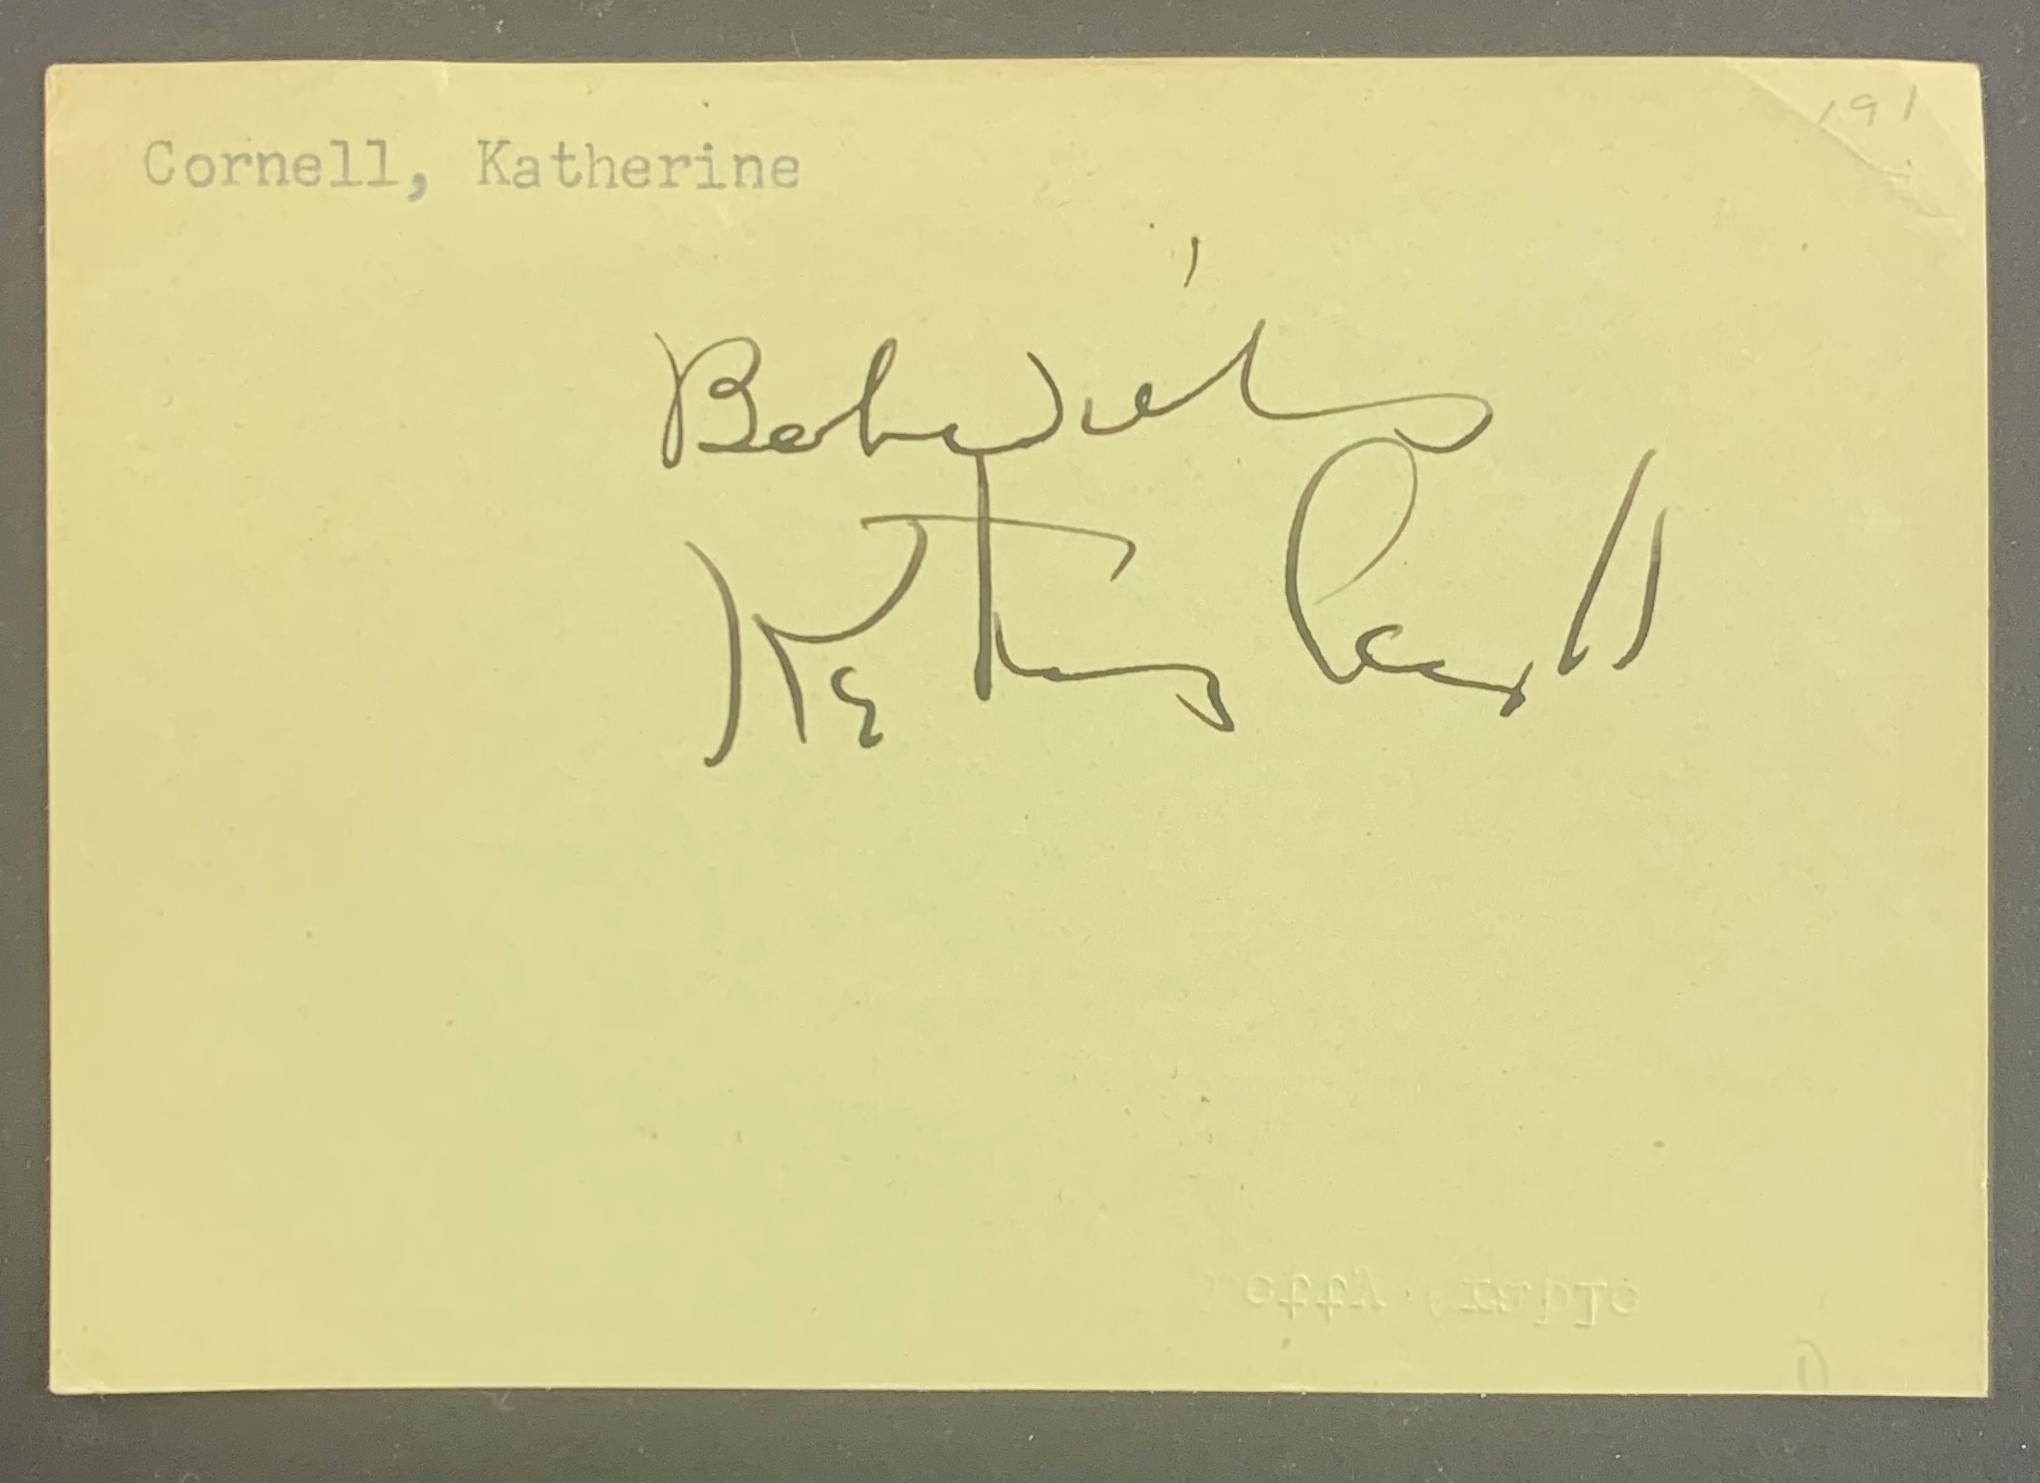 Cornell, Katherine
191
Best Wishes
Katharine Cornell